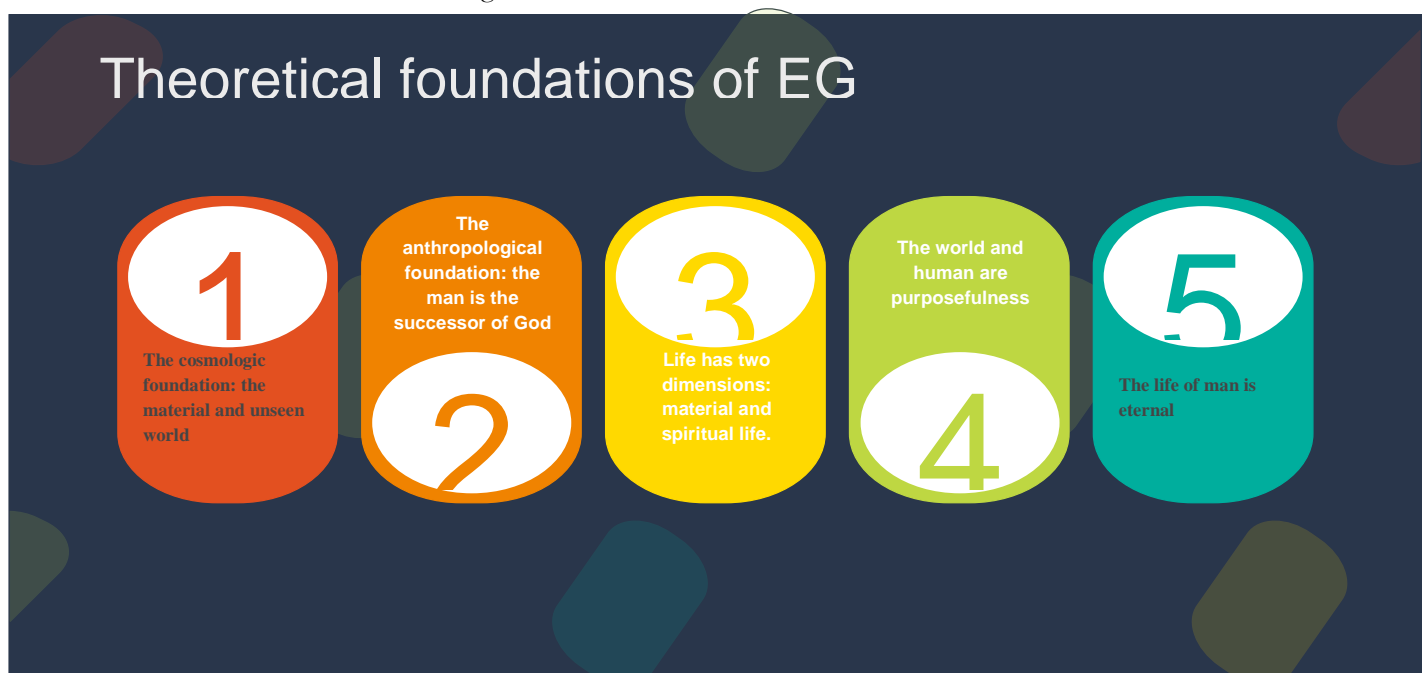 Theoretical foundations of EG
1
The cosmologic
foundation: the
material and unseen
world
The
anthropological
foundation: the
man is the
successor of God
2
3
Life has two
dimensions:
material and
spiritual life.
The world and
human are
purposefulness
4
5
The life of man is
eternal